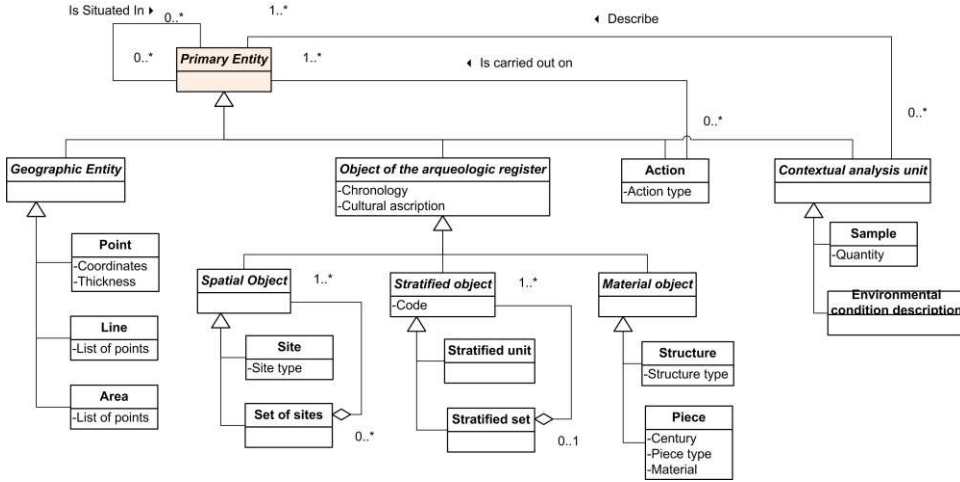 Is Situated In ▶
0..*
1..*
◀ Describe
0..*
Primary Entity
1..*
◀ Is carried out on
0..*
0..*
Geographic Entity
Object of the arqueologic register
-Chronology
-Cultural ascription
Action
-Action type
Contextual analysis unit
Point
-Coordinates
-Thickness
Sample
-Quantity
Spatial Object
1..*
Stratified object
-Code
1..*
Material object
Environmental
condition description
Line
-List of points
Site
-Site type
Stratified unit
Structure
-Structure type
Area
-List of points
Set of sites
0..*
Stratified set
0..1
Piece
-Century
-Piece type
-Material